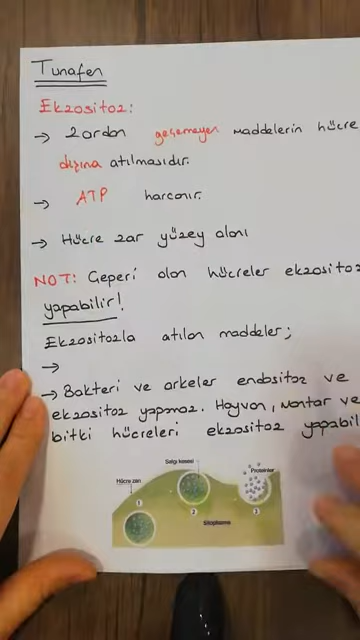 Tunafen
Ekzositoz:
→ Zardan geçemeyen maddelerin hücre
dışına atılmasıdır.
→ ATP harcanır.
→ Hücre zar yüzey alanı
NOT: Çeperi olan hücreler ekzositoz
yapabilir!
Ekzositozla atılan maddeler;
→
→ Bakteri ve arkeler endositoz ve
ekzositoz yapmaz. Hayvan, mantar ve
bitki hücreleri ekzositoz
Salgı kesesi
Proteinler
Hücre zarı
1
2
3
Sitoplazma